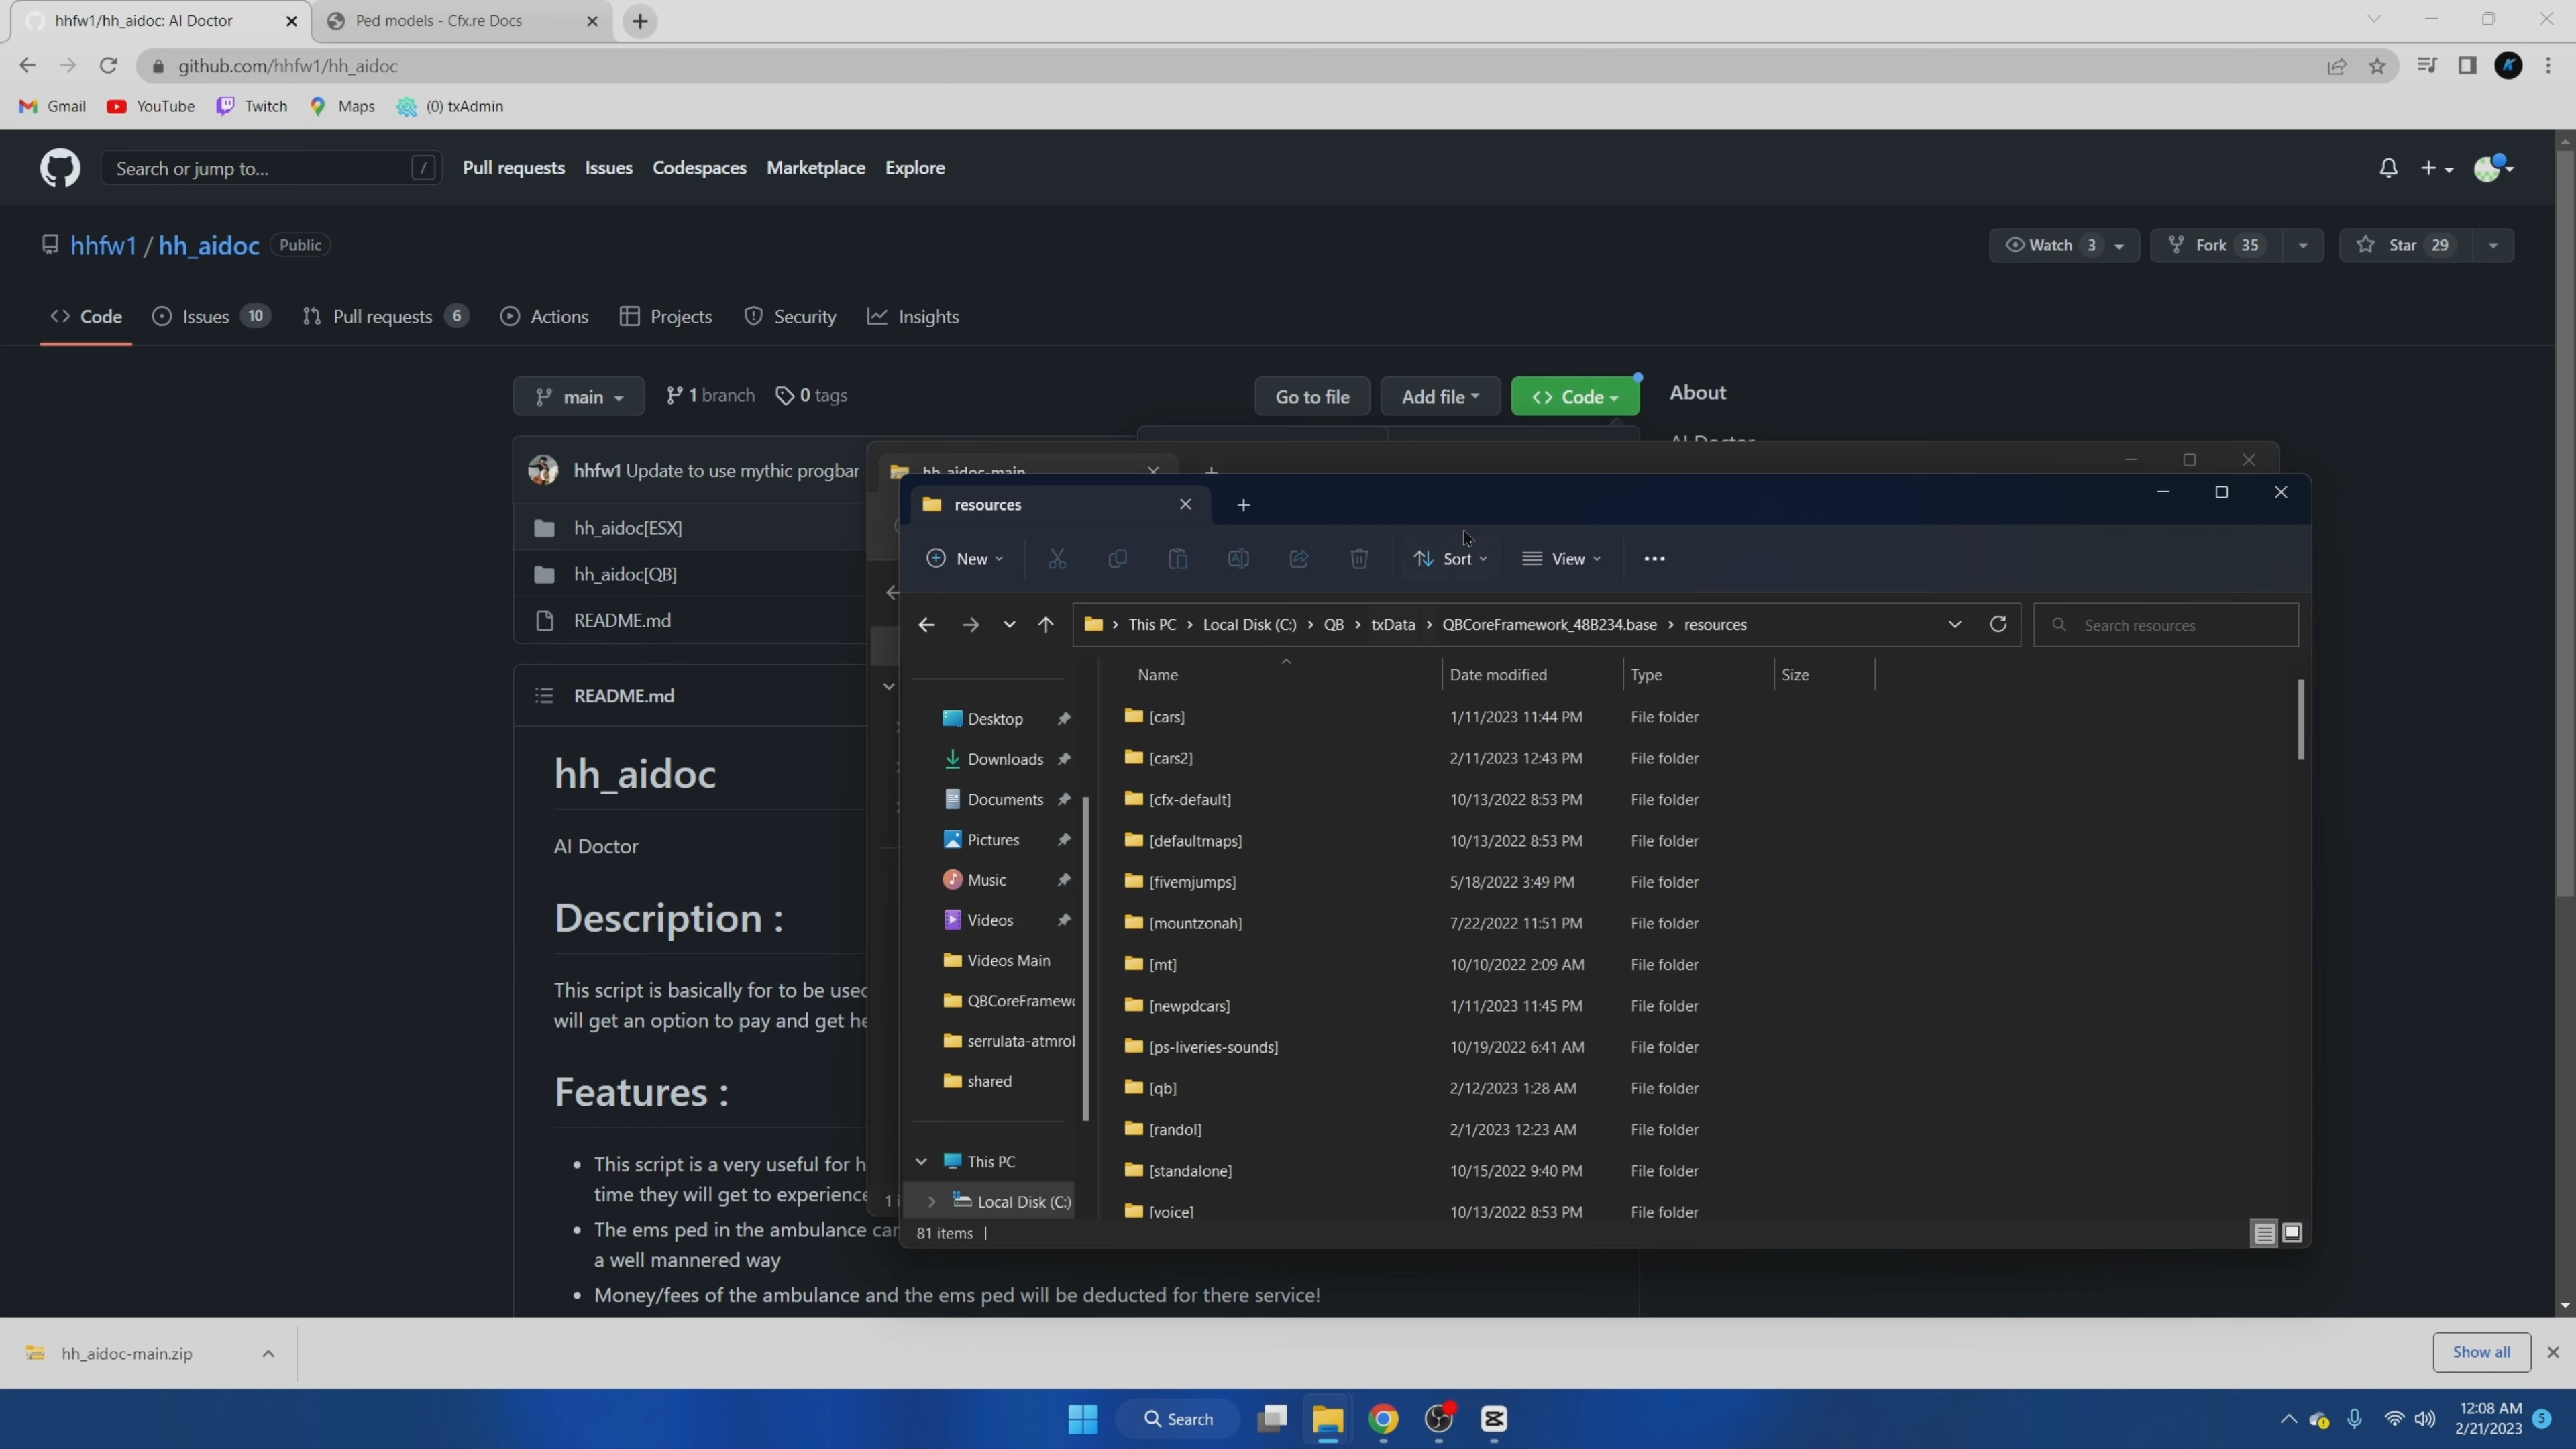 hhfw1/hh_aidoc: AI Doctor
Ped models - Cfx.re Docs
github.com/hhfw1/hh_aidoc
Gmail
YouTube
Twitch
Maps
(0) txAdmin
Search or jump to...
/
Pull requests
Issues
Codespaces
Marketplace
Explore
hhfw1 / hh_aidoc
Public
Watch 3
Fork 35
Star 29
Code
Issues 10
Pull requests 6
Actions
Projects
Security
Insights
main
1 branch
0 tags
Go to file
Add file
Code
About
AI Doctor
hhfw1 Update to use mythic progbar
hh_aidoc[ESX]
hh_aidoc[QB]
README.md
README.md
hh_aidoc
AI Doctor
Description :
This script is basically for to be used
will get an option to pay and get he
Features :
This script is a very useful for h
time they will get to experience
The ems ped in the ambulance car
a well mannered way
Money/fees of the ambulance and the ems ped will be deducted for there service!
hh_aidoc-main
1 i
resources
New
Sort
View
This PC
Local Disk (C:)
QB
txData
QBCoreFramework_48B234.base
resources
Search resources
Name
Date modified
Type
Size
Desktop
Downloads
Documents
Pictures
Music
Videos
Videos Main
QBCoreFramewo
serrulata-atmrol
shared
This PC
Local Disk (C:)
[cars] 1/11/2023 11:44 PM File folder
[cars2] 2/11/2023 12:43 PM File folder
[cfx-default] 10/13/2022 8:53 PM File folder
[defaultmaps] 10/13/2022 8:53 PM File folder
[fivemjumps] 5/18/2022 3:49 PM File folder
[mountzonah] 7/22/2022 11:51 PM File folder
[mt] 10/10/2022 2:09 AM File folder
[newpdcars] 1/11/2023 11:45 PM File folder
[ps-liveries-sounds] 10/19/2022 6:41 AM File folder
[qb] 2/12/2023 1:28 AM File folder
[randol] 2/1/2023 12:23 AM File folder
[standalone] 10/15/2022 9:40 PM File folder
[voice] 10/13/2022 8:53 PM File folder
81 items
hh_aidoc-main.zip
Show all
Search
12:08 AM
2/21/2023
5